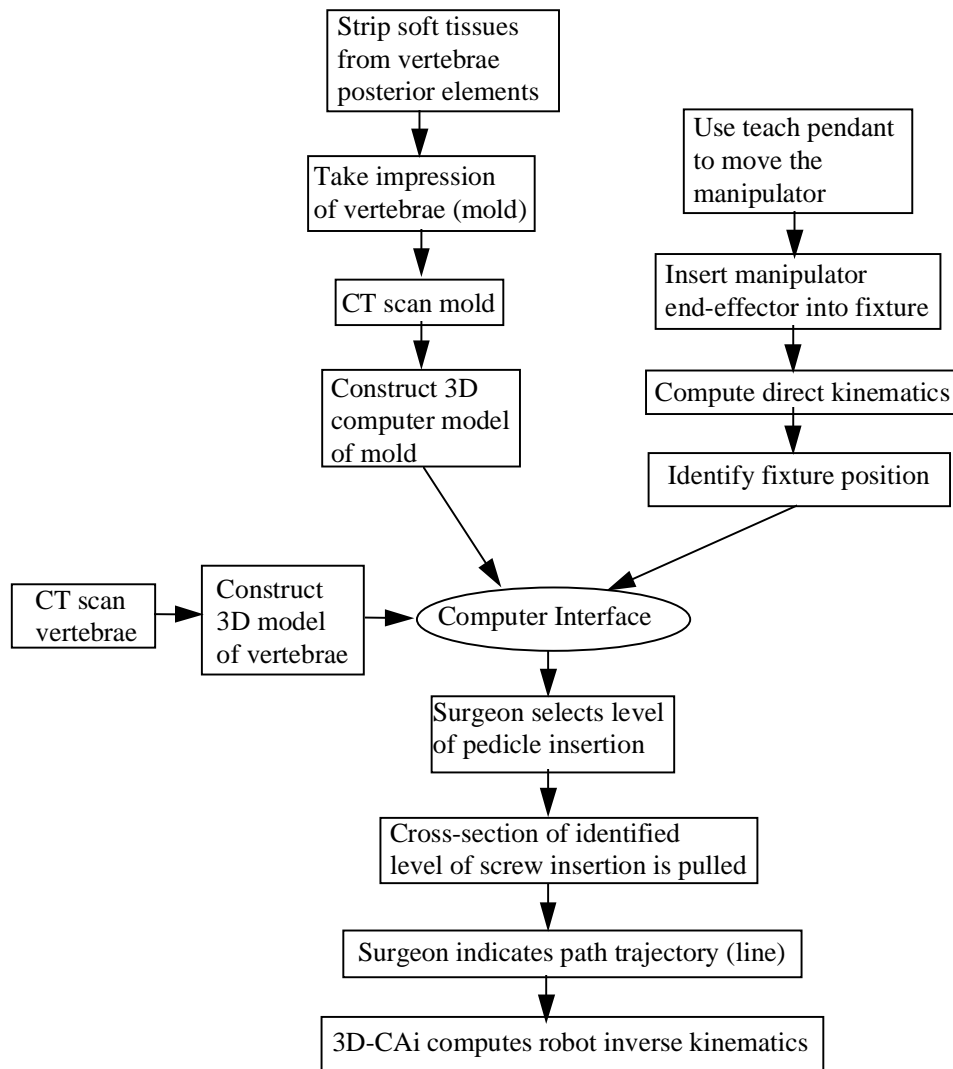 Strip soft tissues
from vertebrae
posterior elements
Use teach pendant
to move the
manipulator
Take impression
of vertebrae (mold)
Insert manipulator
end-effector into fixture
CT scan mold
Construct 3D
computer model
of mold
Compute direct kinematics
Identify fixture position
CT scan
vertebrae
Construct
3D model
of vertebrae
Computer Interface
Surgeon selects level
of pedicle insertion
Cross-section of identified
level of screw insertion is pulled
Surgeon indicates path trajectory (line)
3D-CAi computes robot inverse kinematics